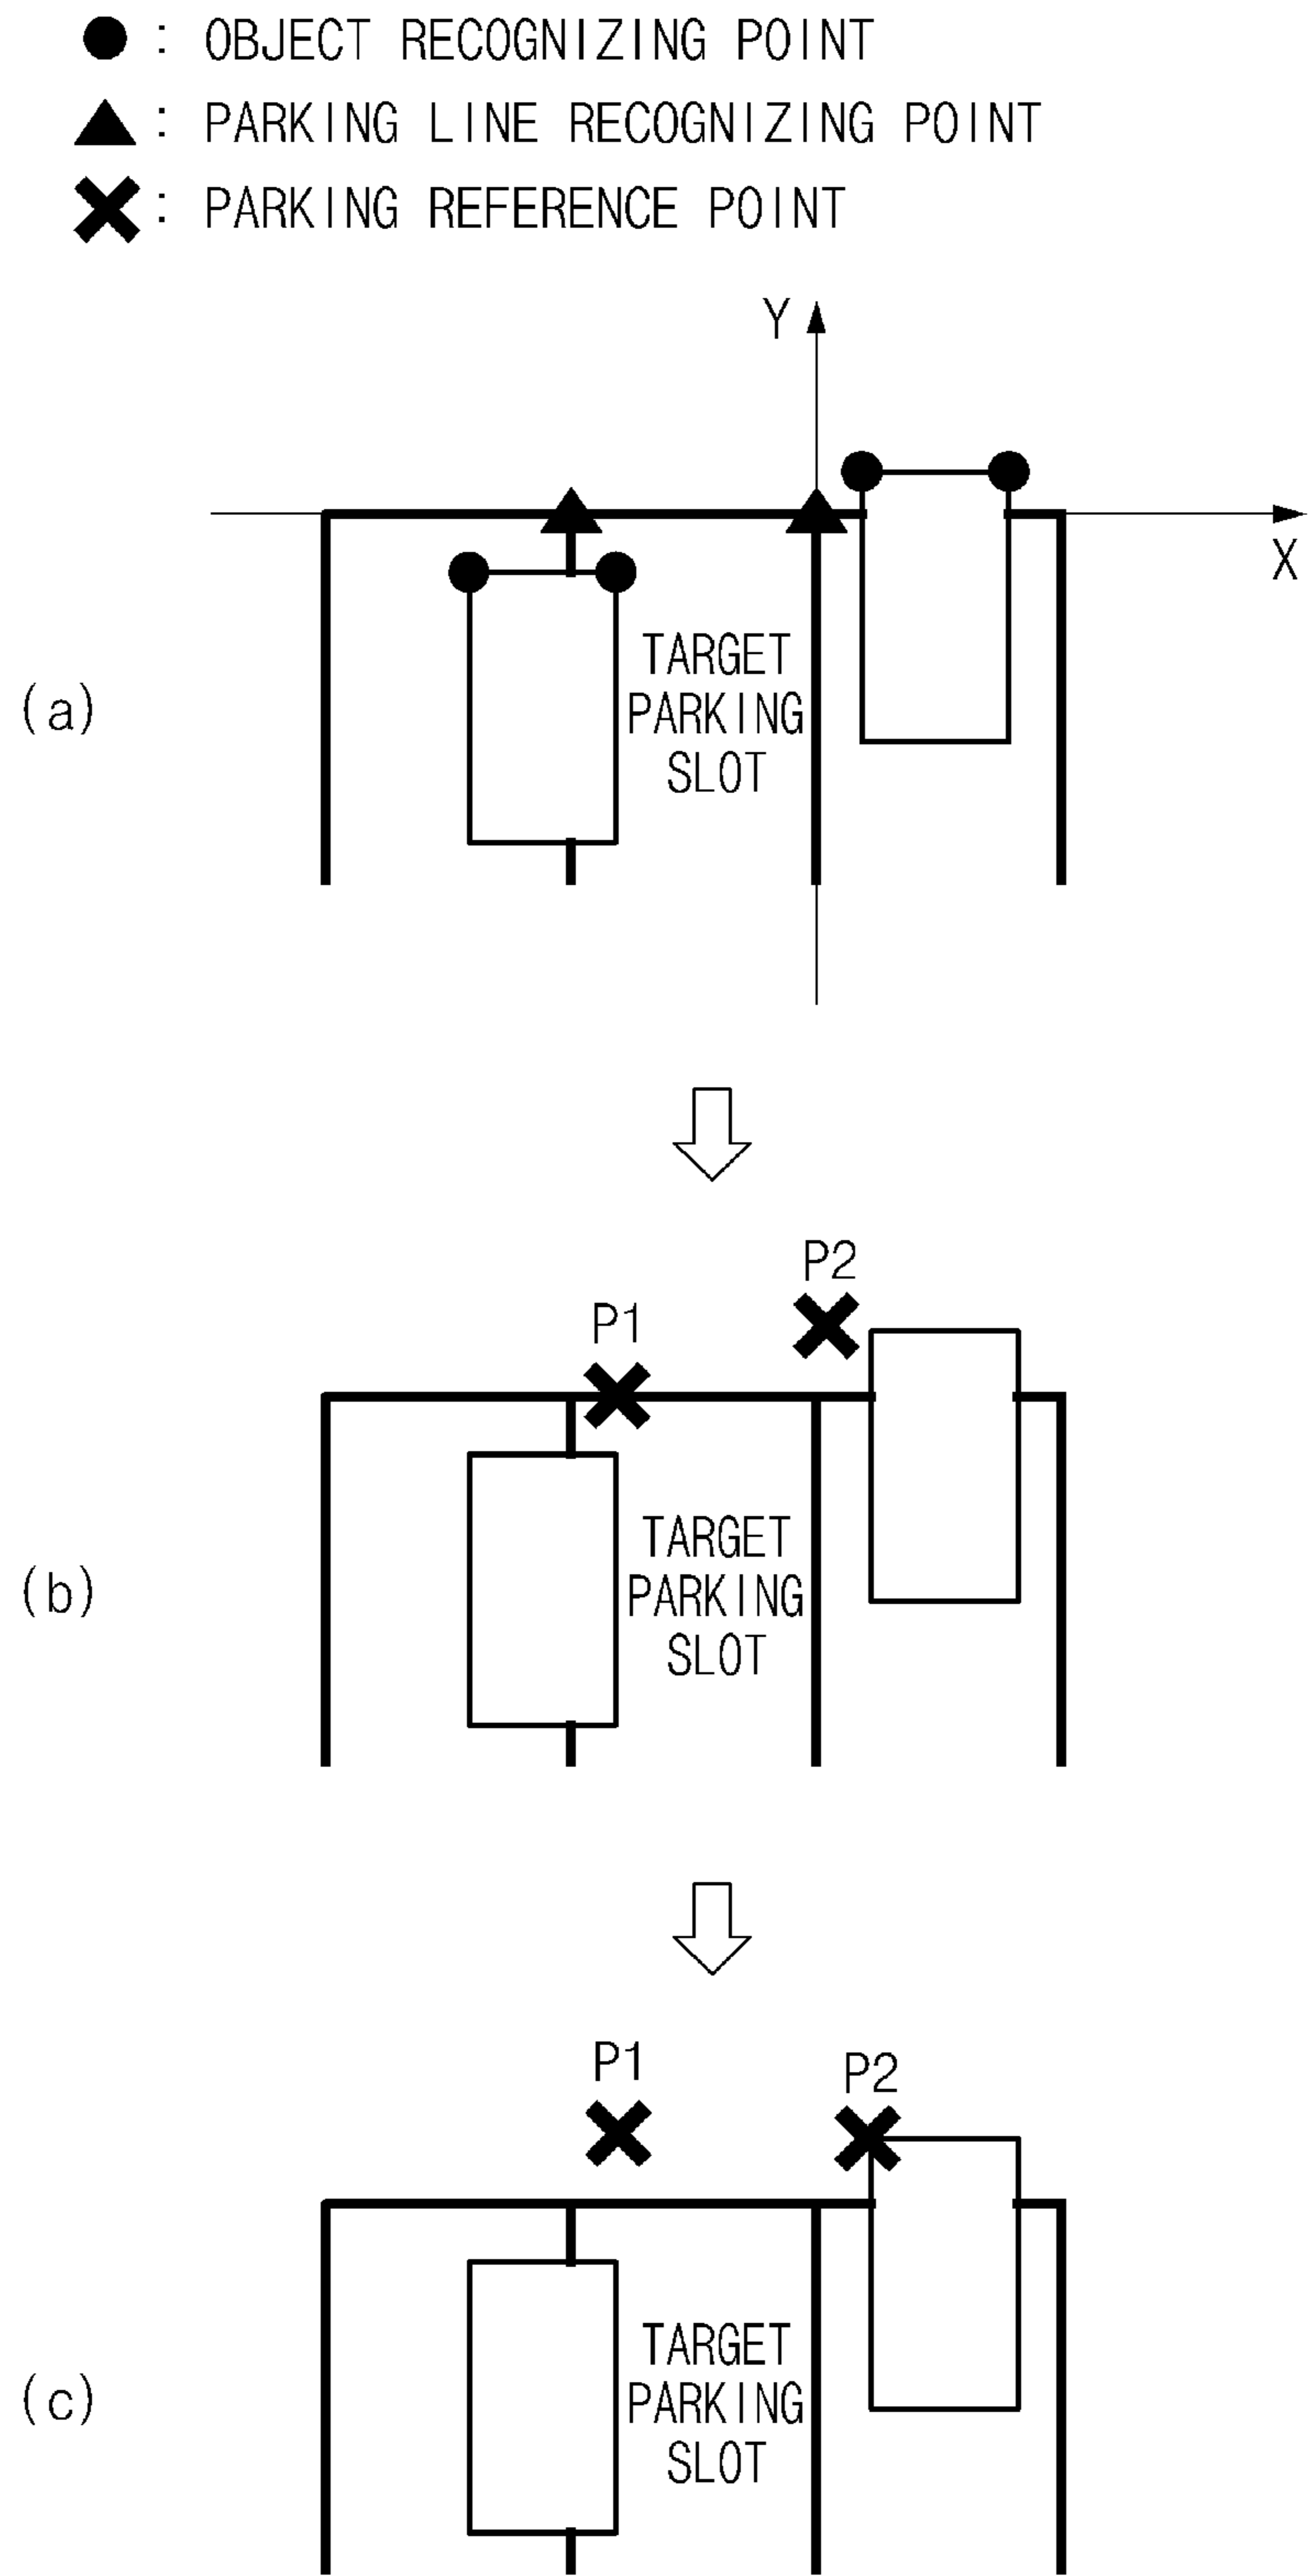 ● : OBJECT RECOGNIZING POINT
▲ : PARKING LINE RECOGNIZING POINT
✖ : PARKING REFERENCE POINT
Y
X
(a)
TARGET
PARKING
SLOT
P2
P1
(b)
TARGET
PARKING
SLOT
P1
P2
(c)
TARGET
PARKING
SLOT